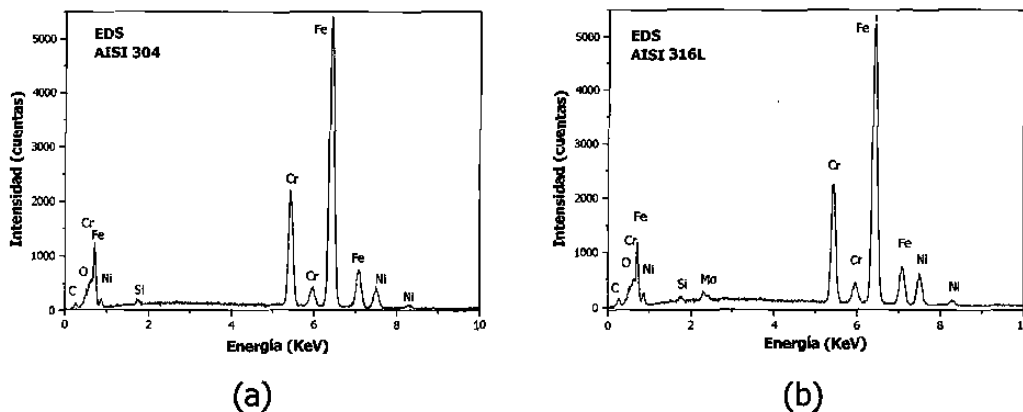 EDS
AISI 304
Intensidad (cuentas)
5000
4000
3000
2000
1000
0
Fe
Cr
Cr
Fe
Ni
Ni
Cr
Fe
O
C
Ni
Si
0 2 4 6 8 10
Energía (KeV)
(a)
EDS
AISI 316L
Intensidad (cuentas)
5000
4000
3000
2000
1000
0
Fe
Cr
Cr
Fe
Ni
Ni
Fe
Cr
O
C
Ni
Si
Mo
0 2 4 6 8 1
Energía (KeV)
(b)